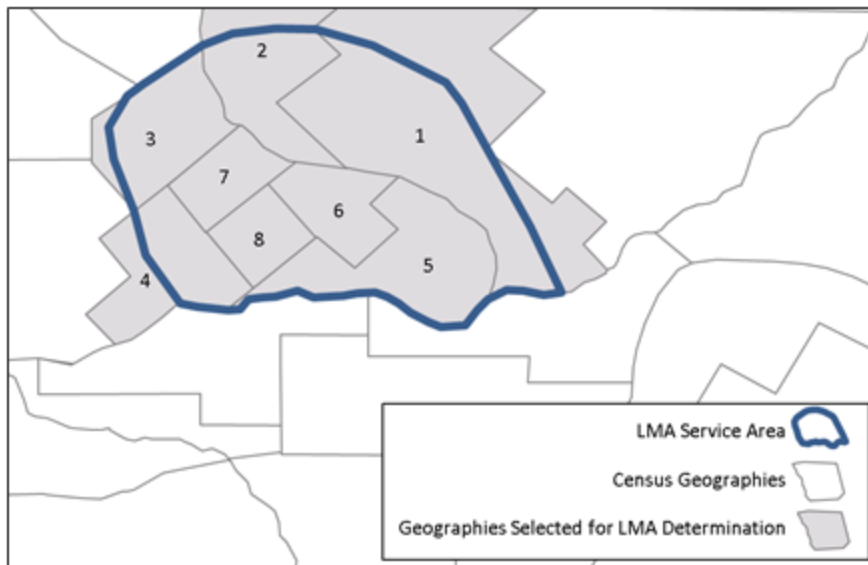 2
1
3
7
6
8
5
4
LMA Service Area
Census Geographies
Geographies Selected for LMA Determination